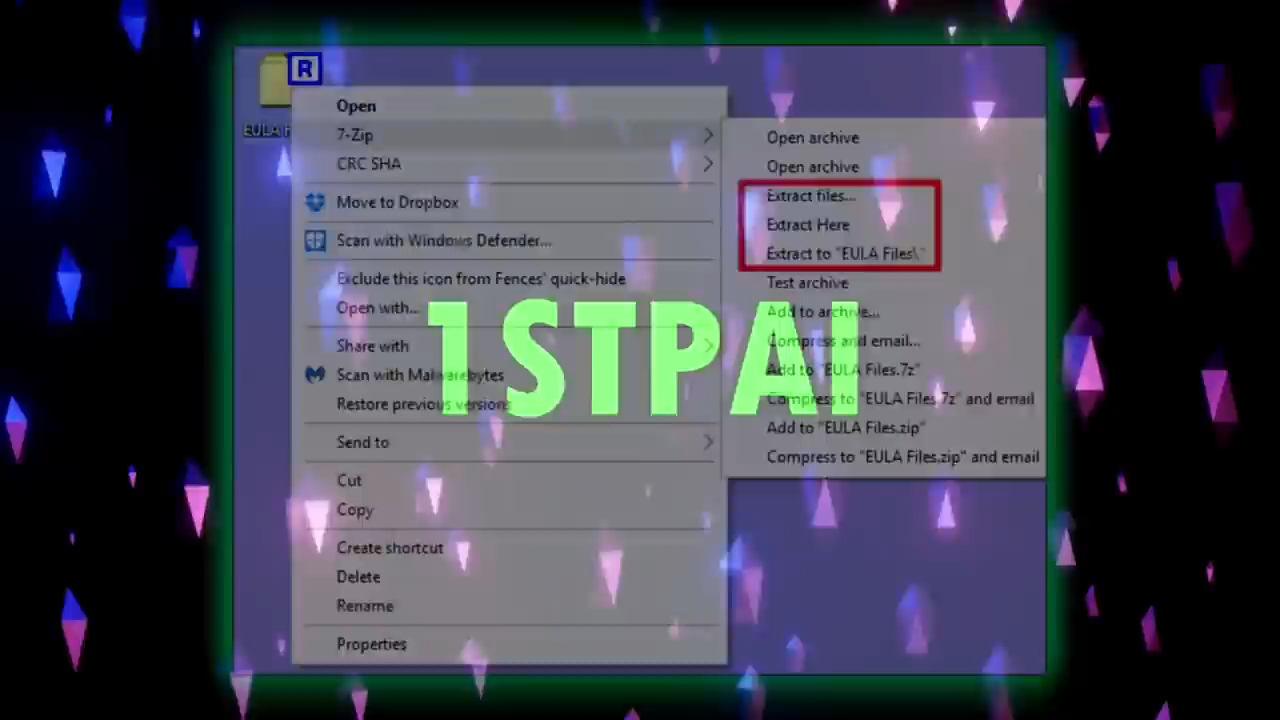 R
EULA F
Open
7-Zip
CRC SHA
Move to Dropbox
Scan with Windows Defender...
Exclude this icon from Fences' quick-hide
Open with...
Share with
Scan with Malwarebytes
Restore previous versions
Send to
Cut
Copy
Create shortcut
Delete
Rename
Properties
Open archive
Open archive
Extract files...
Extract Here
Extract to "EULA Files\"
Test archive
Add to archive...
Compress and email...
Add to "EULA Files.7z"
Compress to "EULA Files.7z" and email
Add to "EULA Files.zip"
Compress to "EULA Files.zip" and email
1STPAI